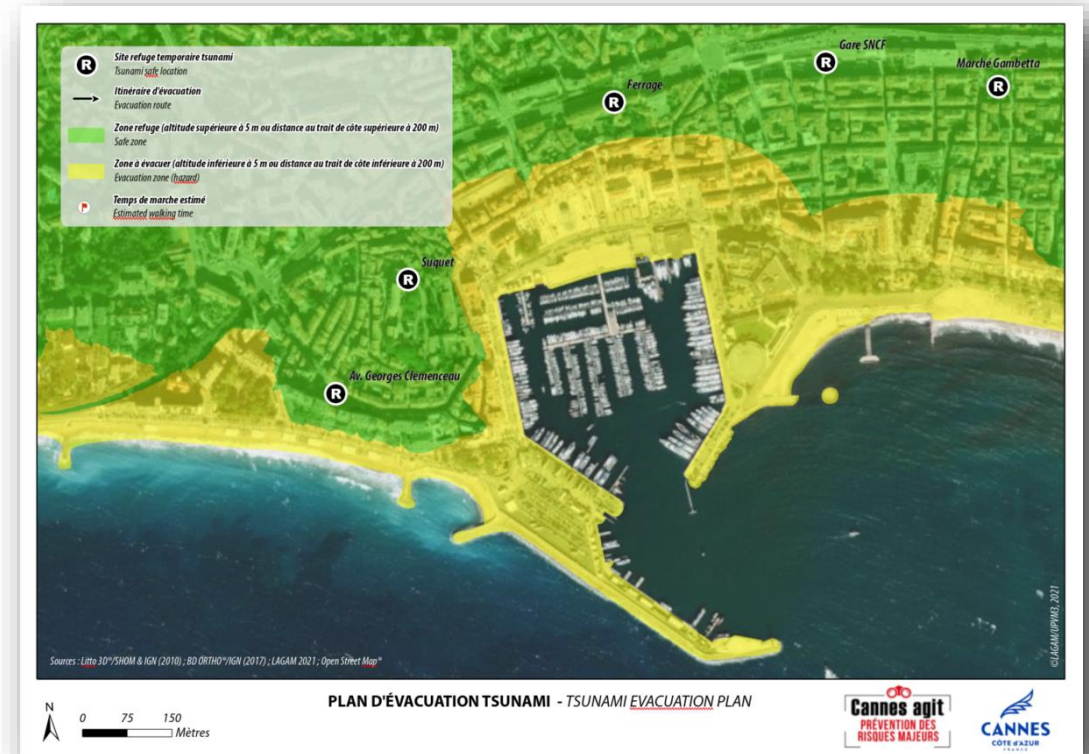 R
Site refuge temporaire tsunami
Tsunami safe location
Itinéraire d'évacuation
Evacuation route
Zone refuge (altitude supérieure à 5 m ou distance au trait de côte supérieure à 200 m)
Safe zone
Zone à évacuer (altitude inférieure à 5 m ou distance au trait de côte inférieure à 200 m)
Evacuation zone (hazard)
Temps de marche estimé
Estimated walking time
Gare SNCF
R
Marché Gambetta
R
Ferrage
R
Suquet
R
Av. Georges Clemenceau
R
Sources : Litto 3D®/SHOM & IGN (2010) ; BD ORTHO®/IGN (2017) ; LAGAM 2021 ; Open Street Map®
©LAGAM/UPVM3, 2021
N
0 75 150
Mètres
PLAN D'ÉVACUATION TSUNAMI - TSUNAMI EVACUATION PLAN
Cannes agit
PRÉVENTION DES
RISQUES MAJEURS
CANNES
CÔTE D'AZUR
FRANCE